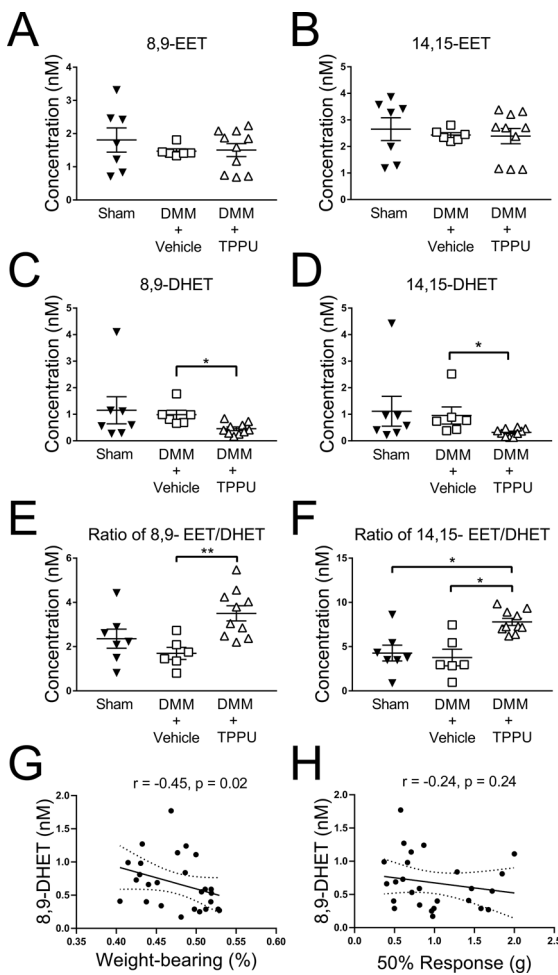 A
8,9-EET
Concentration (nM)
4
3
2
1
0
Sham
DMM
+
Vehicle
DMM
+
TPPU
B
14,15-EET
Concentration (nM)
5
4
3
2
1
0
Sham
DMM
+
Vehicle
DMM
+
TPPU
C
8,9-DHET
Concentration (nM)
5
4
3
2
1
0
*
Sham
DMM
+
Vehicle
DMM
+
TPPU
D
14,15-DHET
Concentration (nM)
5
4
3
2
1
0
*
Sham
DMM
+
Vehicle
DMM
+
TPPU
E
Ratio of 8,9- EET/DHET
Concentration (nM)
6
4
2
0
**
Sham
DMM
+
Vehicle
DMM
+
TPPU
F
Ratio of 14,15- EET/DHET
Concentration (nM)
15
10
5
0
*
*
Sham
DMM
+
Vehicle
DMM
+
TPPU
G
r = -0.45, p = 0.02
8,9-DHET (nM)
2.0
1.5
1.0
0.5
0.0
0.35 0.40 0.45 0.50 0.55 0.60
Weight-bearing (%)
H
r = -0.24, p = 0.24
8,9-DHET (nM)
2.0
1.5
1.0
0.5
0.0
0.0 0.5 1.0 1.5 2.0 2.5
50% Response (g)